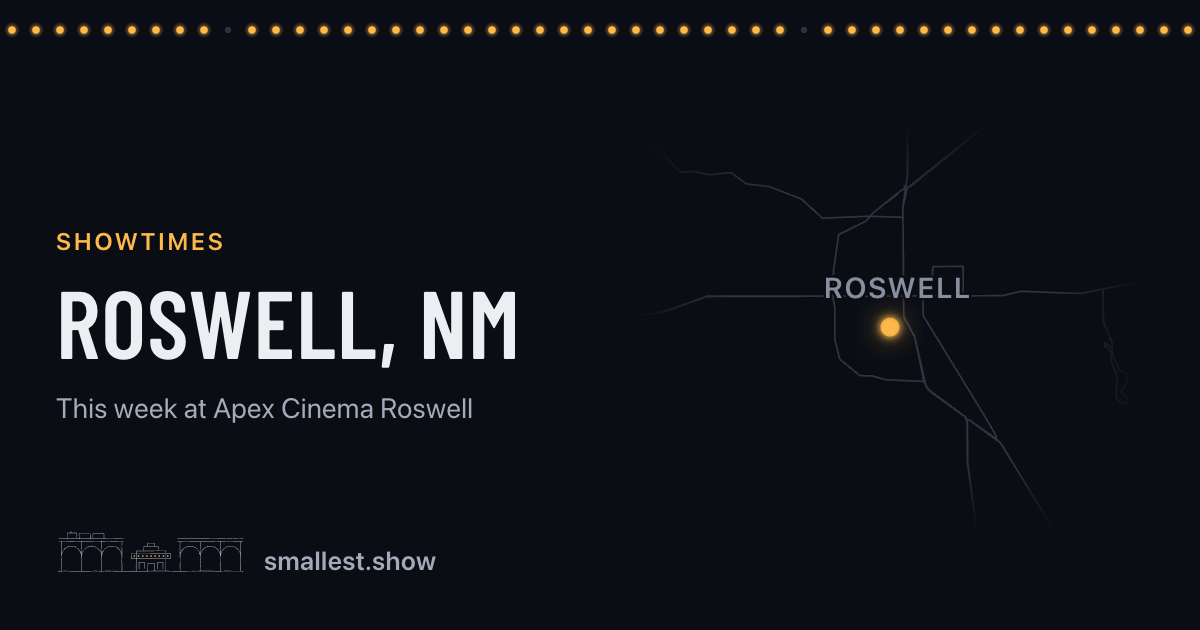 SHOWTIMES
ROSWELL, NM
This week at Apex Cinema Roswell
ROSWELL
smallest.show